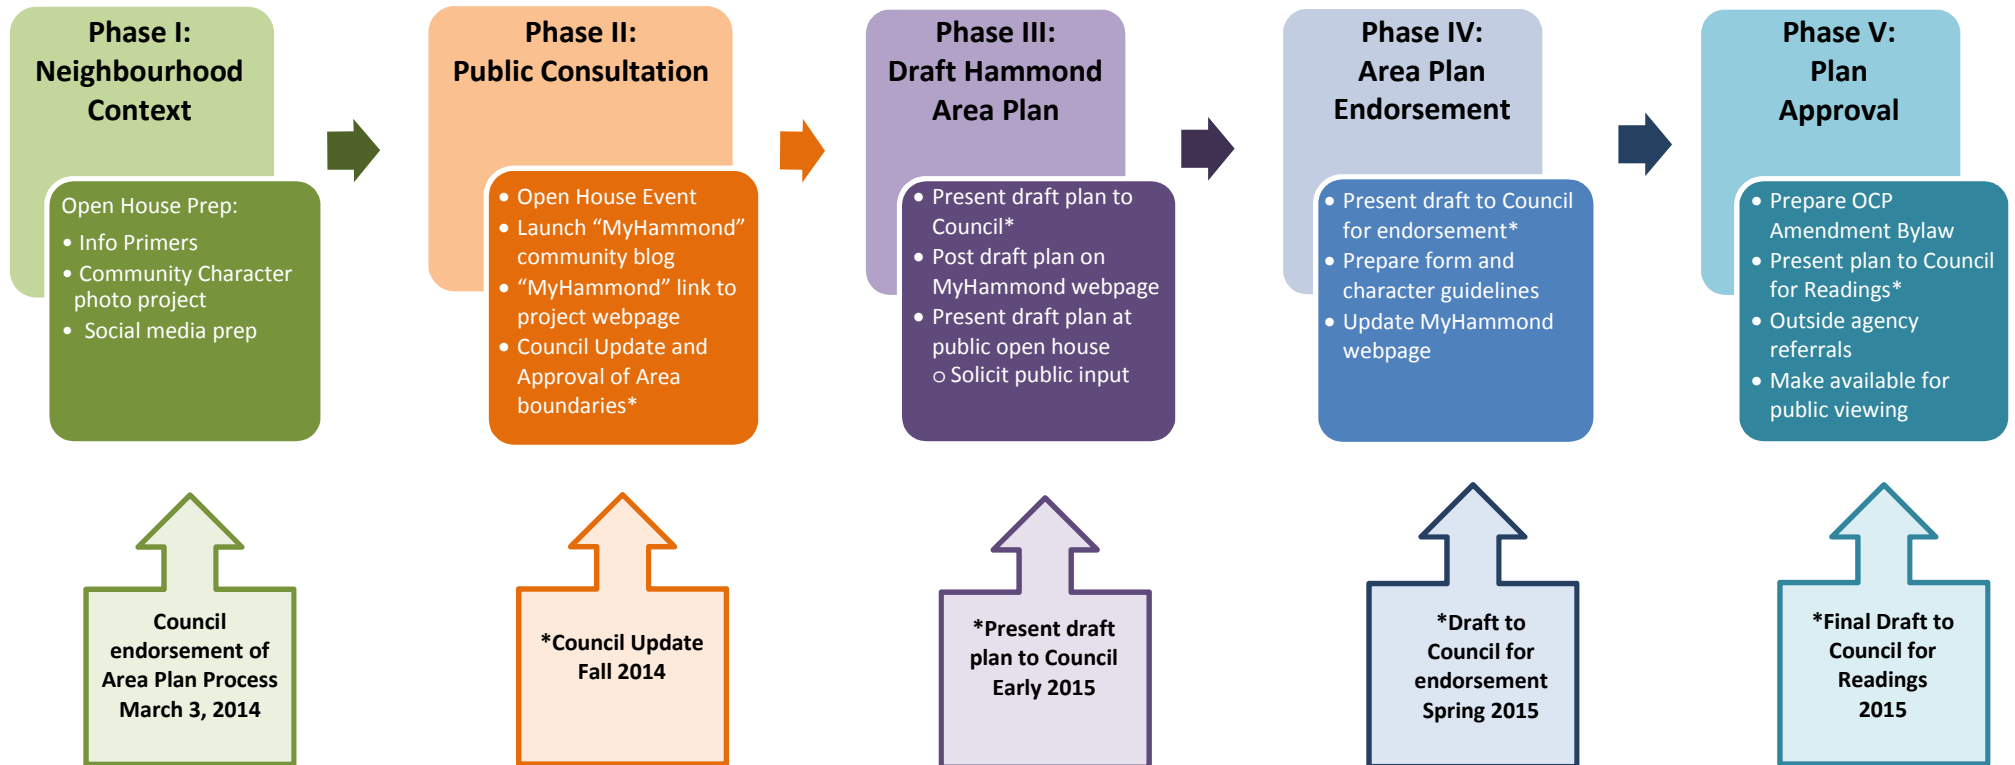 Phase I:
Neighbourhood
Context
Open House Prep:
• Info Primers
• Community Character
photo project
• Social media prep
Phase II:
Public Consultation
• Open House Event
• Launch “MyHammond”
community blog
• “MyHammond” link to
project webpage
• Council Update and
Approval of Area
boundaries*
Phase III:
Draft Hammond
Area Plan
• Present draft plan to
Council*
• Post draft plan on
MyHammond webpage
• Present draft plan at
public open house
o Solicit public input
Phase IV:
Area Plan
Endorsement
• Present draft to Council
for endorsement*
• Prepare form and
character guidelines
• Update MyHammond
webpage
Phase V:
Plan
Approval
• Prepare OCP
Amendment Bylaw
• Present plan to Council
for Readings*
• Outside agency
referrals
• Make available for
public viewing
Council
endorsement of
Area Plan Process
March 3, 2014
*Council Update
Fall 2014
*Present draft
plan to Council
Early 2015
*Draft to
Council for
endorsement
Spring 2015
*Final Draft to
Council for
Readings
2015